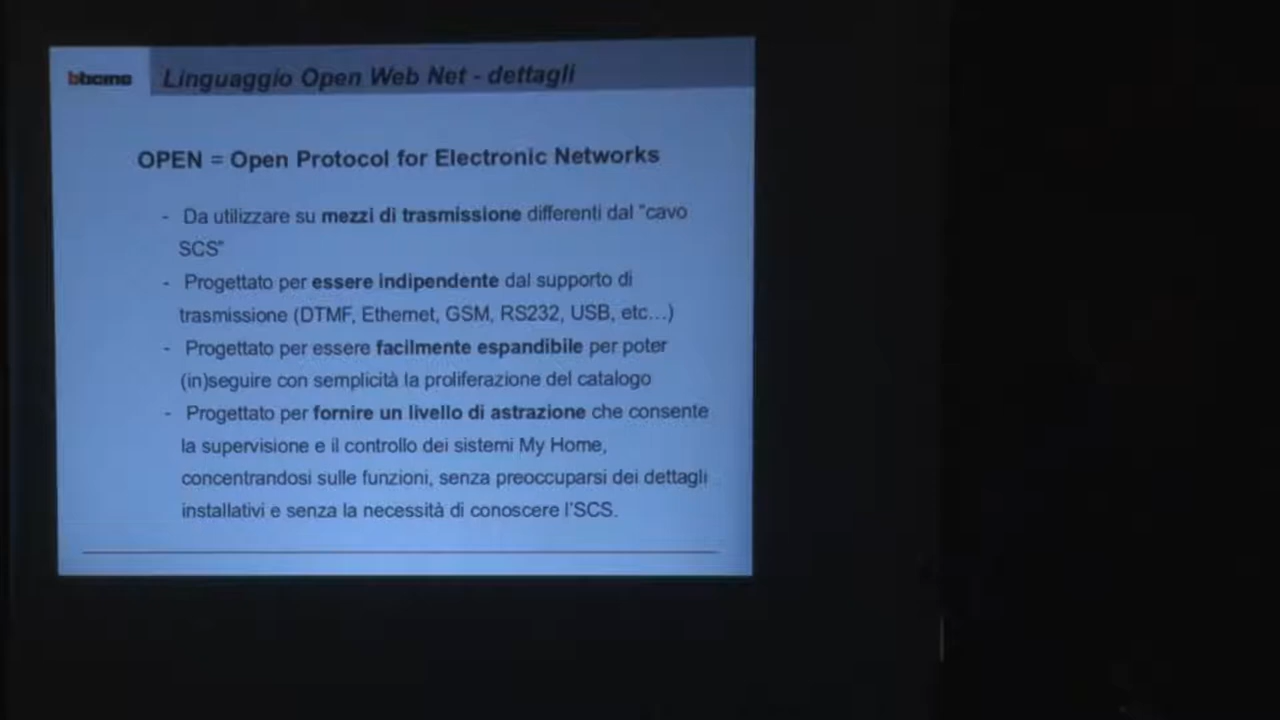 bhome
Linguaggio Open Web Net - dettagli
OPEN = Open Protocol for Electronic Networks
- Da utilizzare su mezzi di trasmissione differenti dal "cavo
SCS"
- Progettato per essere indipendente dal supporto di
trasmissione (DTMF, Ethernet, GSM, RS232, USB, etc...)
- Progettato per essere facilmente espandibile per poter
(in)seguire con semplicità la proliferazione del catalogo
- Progettato per fornire un livello di astrazione che consente
la supervisione e il controllo dei sistemi My Home,
concentrandosi sulle funzioni, senza preoccuparsi dei dettagli
installativi e senza la necessità di conoscere l'SCS.